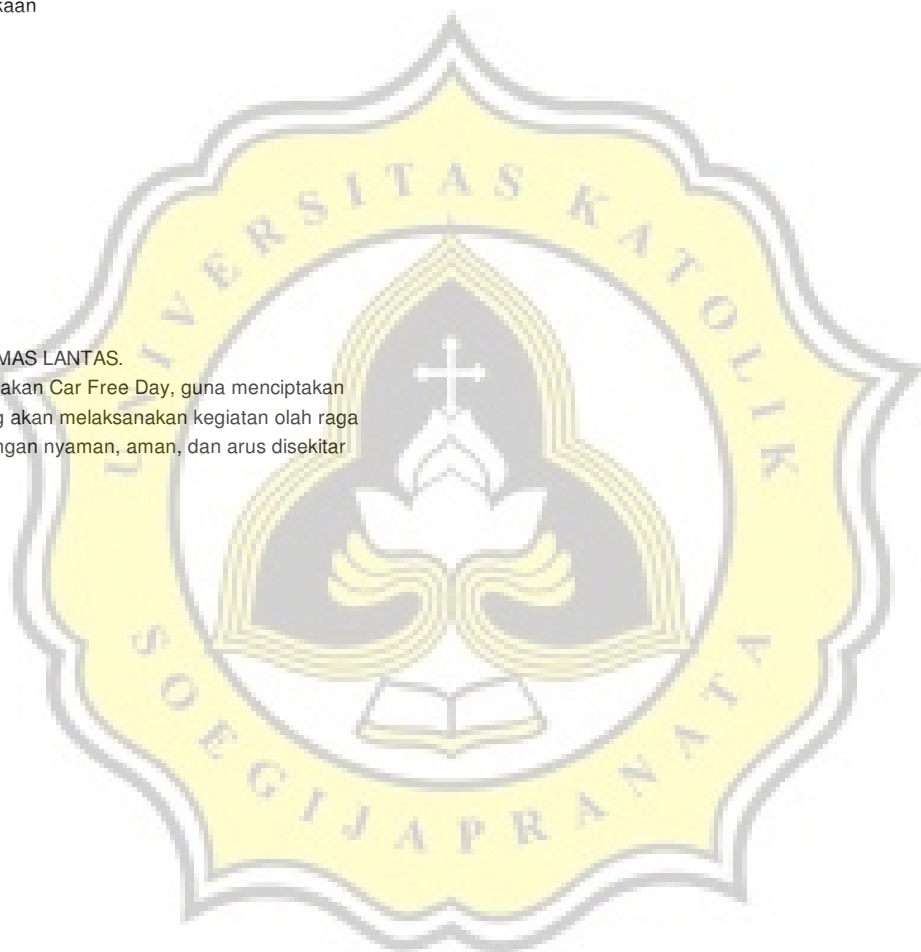 kaan
MAS LANTAS.
akan Car Free Day, guna menciptakan
g akan melaksanakan kegiatan olah raga
ngan nyaman, aman, dan arus disekitar
UNIVERSITAS KATOLIK
SOEGIJAPRANATA